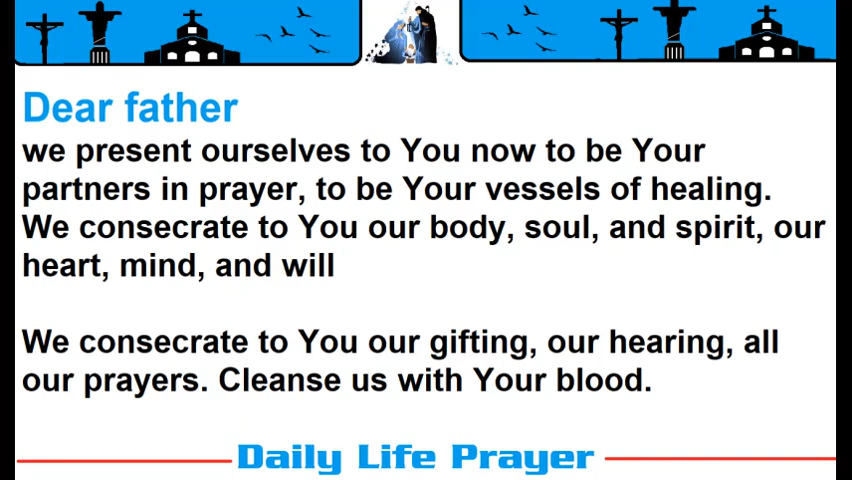 Dear father
we present ourselves to You now to be Your
partners in prayer, to be Your vessels of healing.
We consecrate to You our body, soul, and spirit, our
heart, mind, and will
We consecrate to You our gifting, our hearing, all
our prayers. Cleanse us with Your blood.
Daily Life Prayer